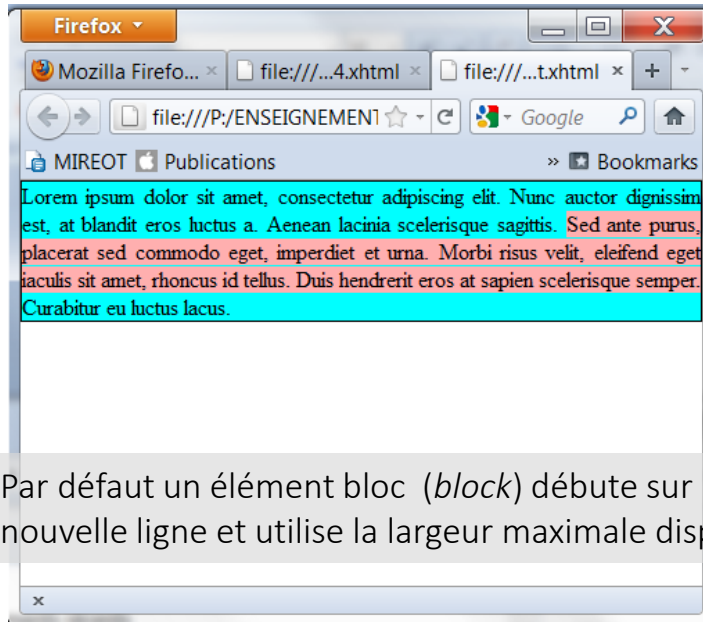 Firefox
Mozilla Firefo... × file:///...4.xhtml × file:///...t.xhtml × +
file:///P:/ENSEIGNEMENT Google
MIREOT Publications » Bookmarks
Lorem ipsum dolor sit amet, consectetur adipiscing elit. Nunc auctor dignissim
est, at blandit eros luctus a. Aenean lacinia scelerisque sagittis. Sed ante purus,
placerat sed commodo eget, imperdiet et urna. Morbi risus velit, eleifend eget
iaculis sit amet, rhoncus id tellus. Duis hendrerit eros at sapien scelerisque semper.
Curabitur eu luctus lacus.
Par défaut un élément bloc (block) débute sur
nouvelle ligne et utilise la largeur maximale disp
×